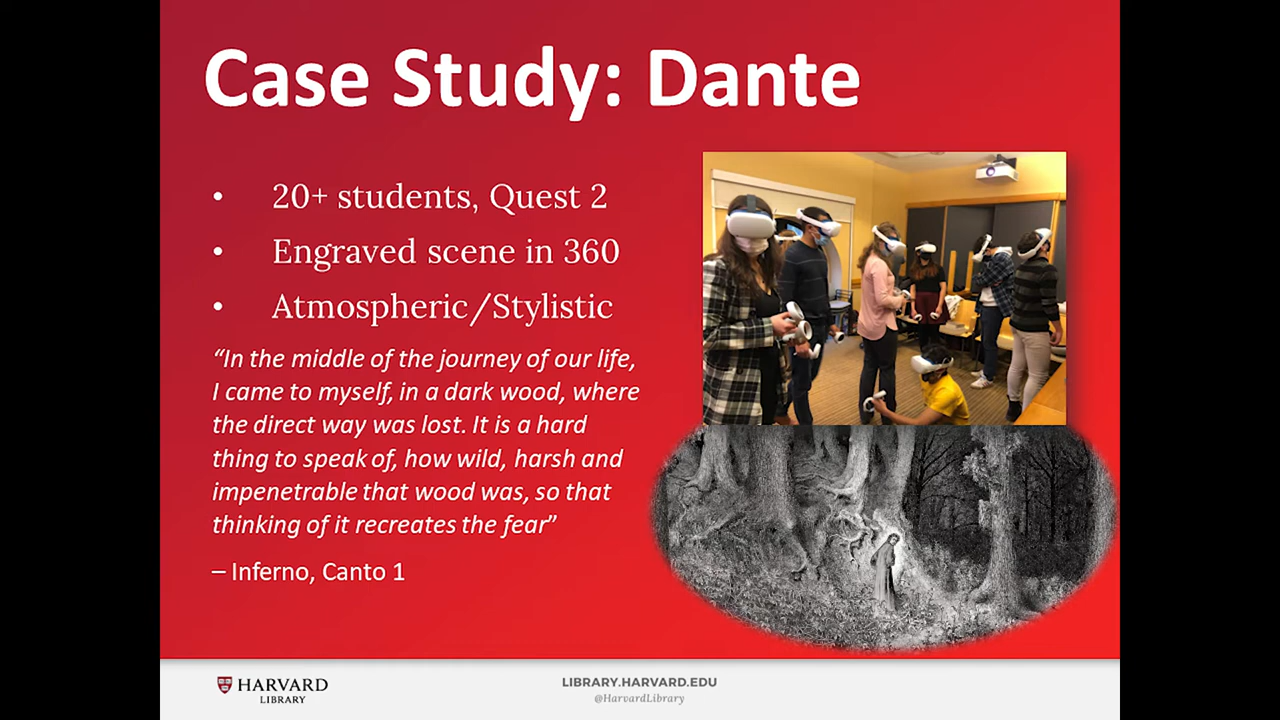 Case Study: Dante
• 20+ students, Quest 2
• Engraved scene in 360
• Atmospheric/Stylistic
“In the middle of the journey of our life,
I came to myself, in a dark wood, where
the direct way was lost. It is a hard
thing to speak of, how wild, harsh and
impenetrable that wood was, so that
thinking of it recreates the fear”
– Inferno, Canto 1
HARVARD
LIBRARY
LIBRARY.HARVARD.EDU
@HarvardLibrary